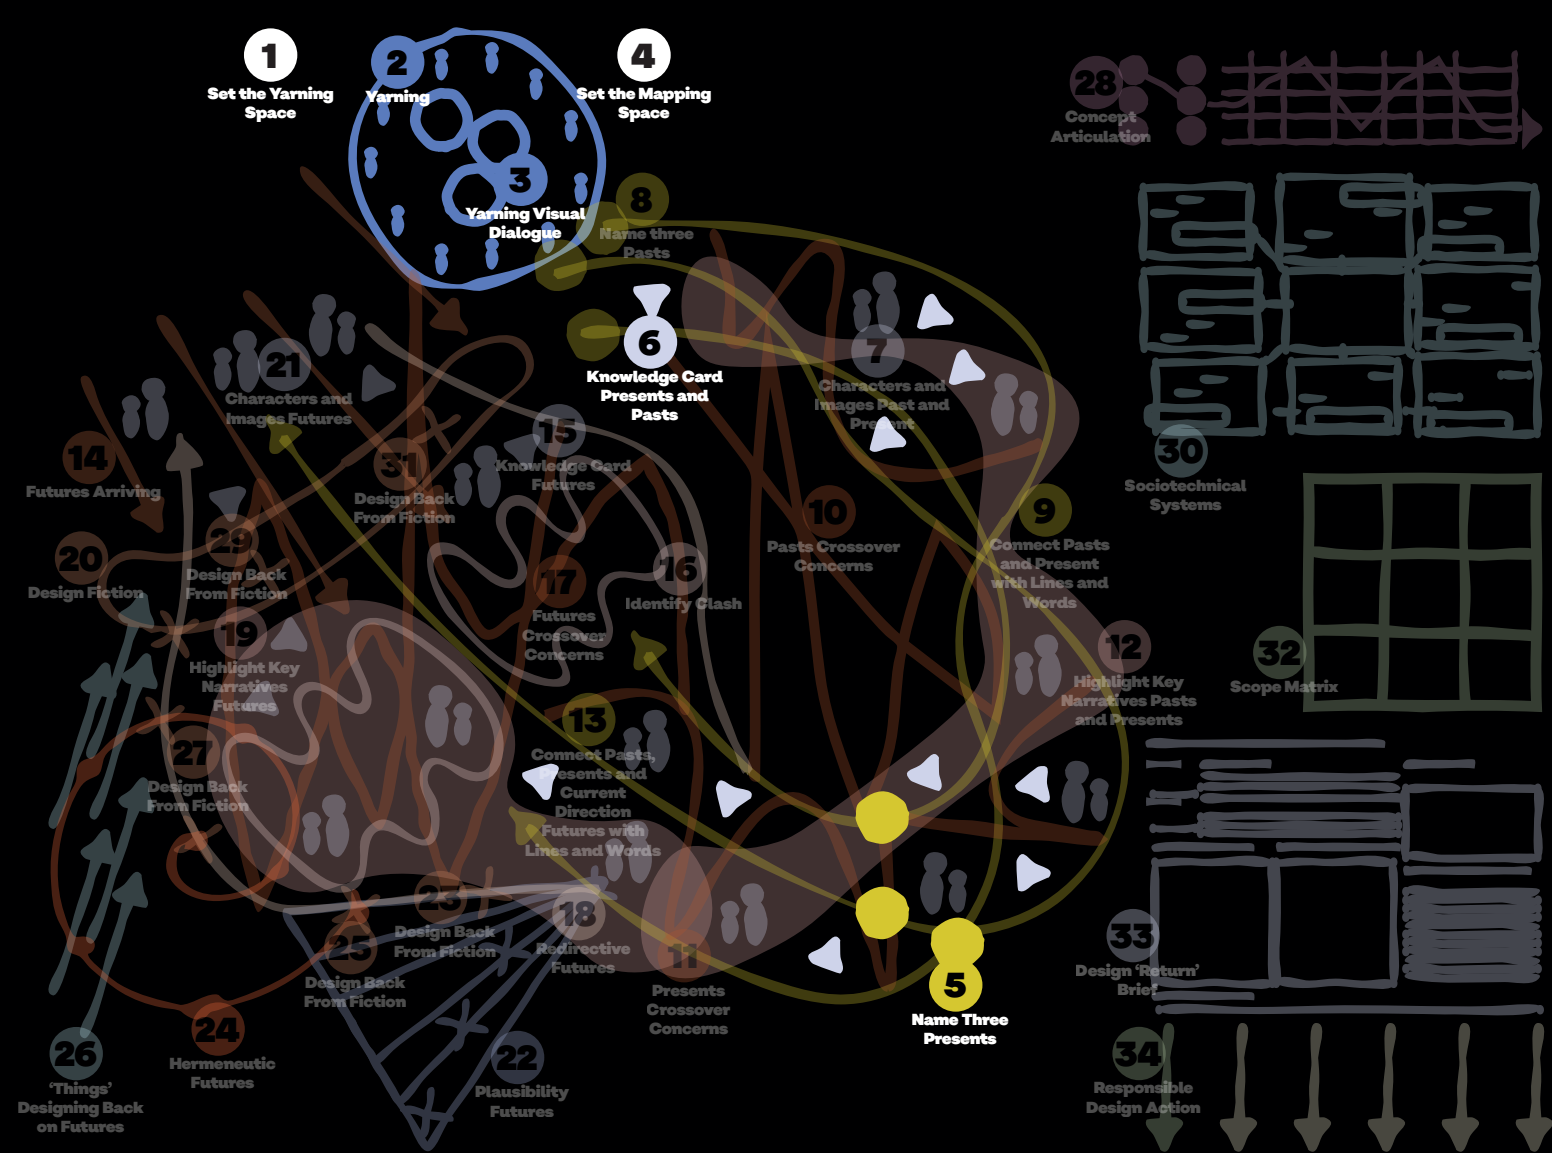 1
Set the Yarning
Space
2
Yarning
3
Yarning Visual
Dialogue
4
Set the Mapping
Space
28
Concept
Articulation
8
Name three
Pasts
6
Knowledge Card
Presents and
Pasts
7
Characters and
Images Past and
Present
21
Characters and
Images Futures
14
Futures Arriving
31
Design Back
From Fiction
15
Knowledge Card
Futures
30
Sociotechnical
Systems
20
Design Fiction
29
Design Back
From Fiction
17
Futures
Crossover
Concerns
16
Identify Clash
10
Pasts Crossover
Concerns
9
Connect Pasts
and Present
with Lines and
Words
19
Highlight Key
Narratives
Futures
12
Highlight Key
Narratives Pasts
and Presents
32
Scope Matrix
27
Design Back
From Fiction
13
Connect Pasts,
Presents and
Current
Direction
Futures with
Lines and Words
25
Design Back
From Fiction
23
Design Back
From Fiction
18
Redirective
Futures
11
Presents
Crossover
Concerns
5
Name Three
Presents
33
Design ‘Return’
Brief
26
‘Things’
Designing Back
on Futures
24
Hermeneutic
Futures
22
Plausibility
Futures
34
Responsible
Design Action